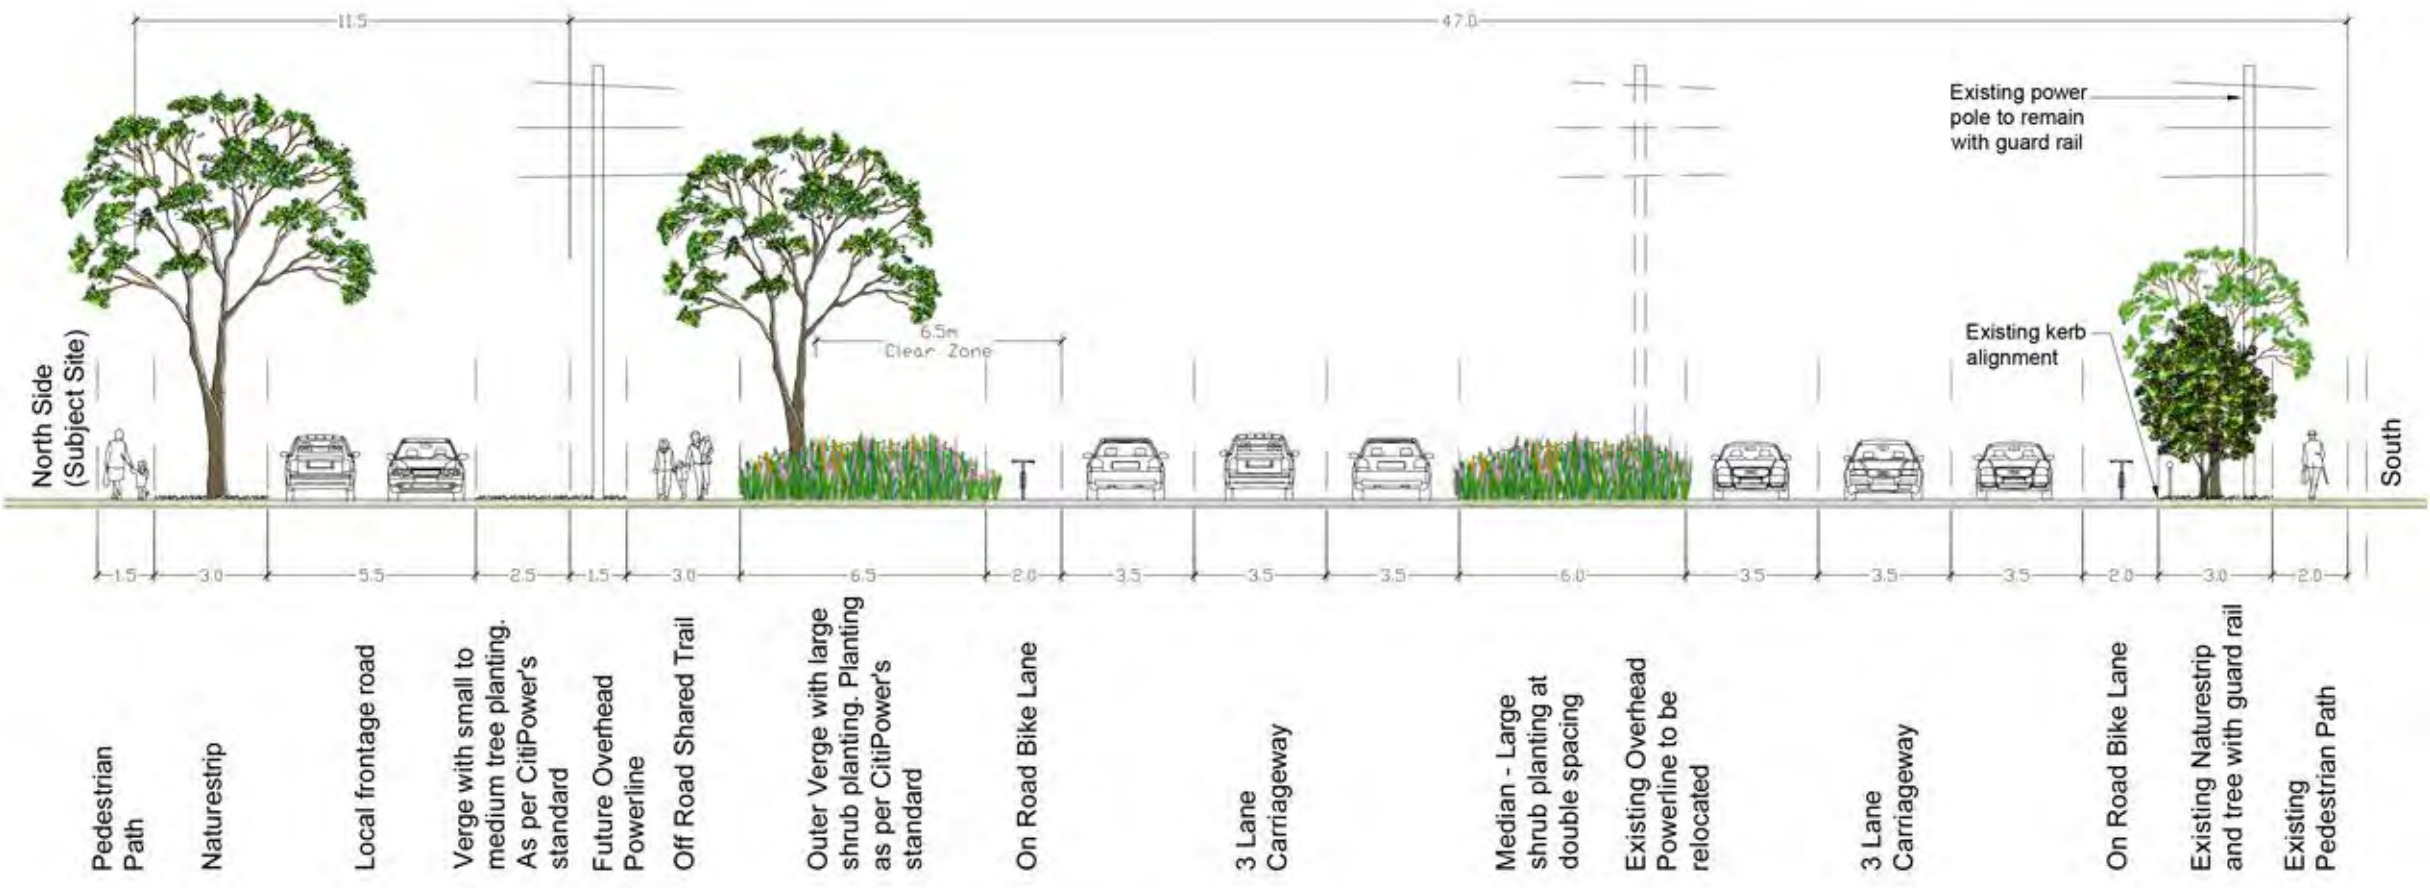 11.5
47.0
Existing power
pole to remain
with guard rail
6.5m
Clear Zone
Existing kerb
alignment
North Side
(Subject Site)
South
1.5
3.0
5.5
2.5
1.5
3.0
6.5
2.0
3.5
3.5
3.5
6.0
3.5
3.5
3.5
2.0
3.0
2.0
Pedestrian
Path
Naturestrip
Local frontage road
Verge with small to
medium tree planting.
As per CitiPower's
standard
Future Overhead
Powerline
Off Road Shared Trail
Outer Verge with large
shrub planting. Planting
as per CitiPower's
standard
On Road Bike Lane
3 Lane
Carriageway
Median - Large
shrub planting at
double spacing
Existing Overhead
Powerline to be
relocated
3 Lane
Carriageway
On Road Bike Lane
Existing Naturestrip
and tree with guard rail
Existing
Pedestrian Path